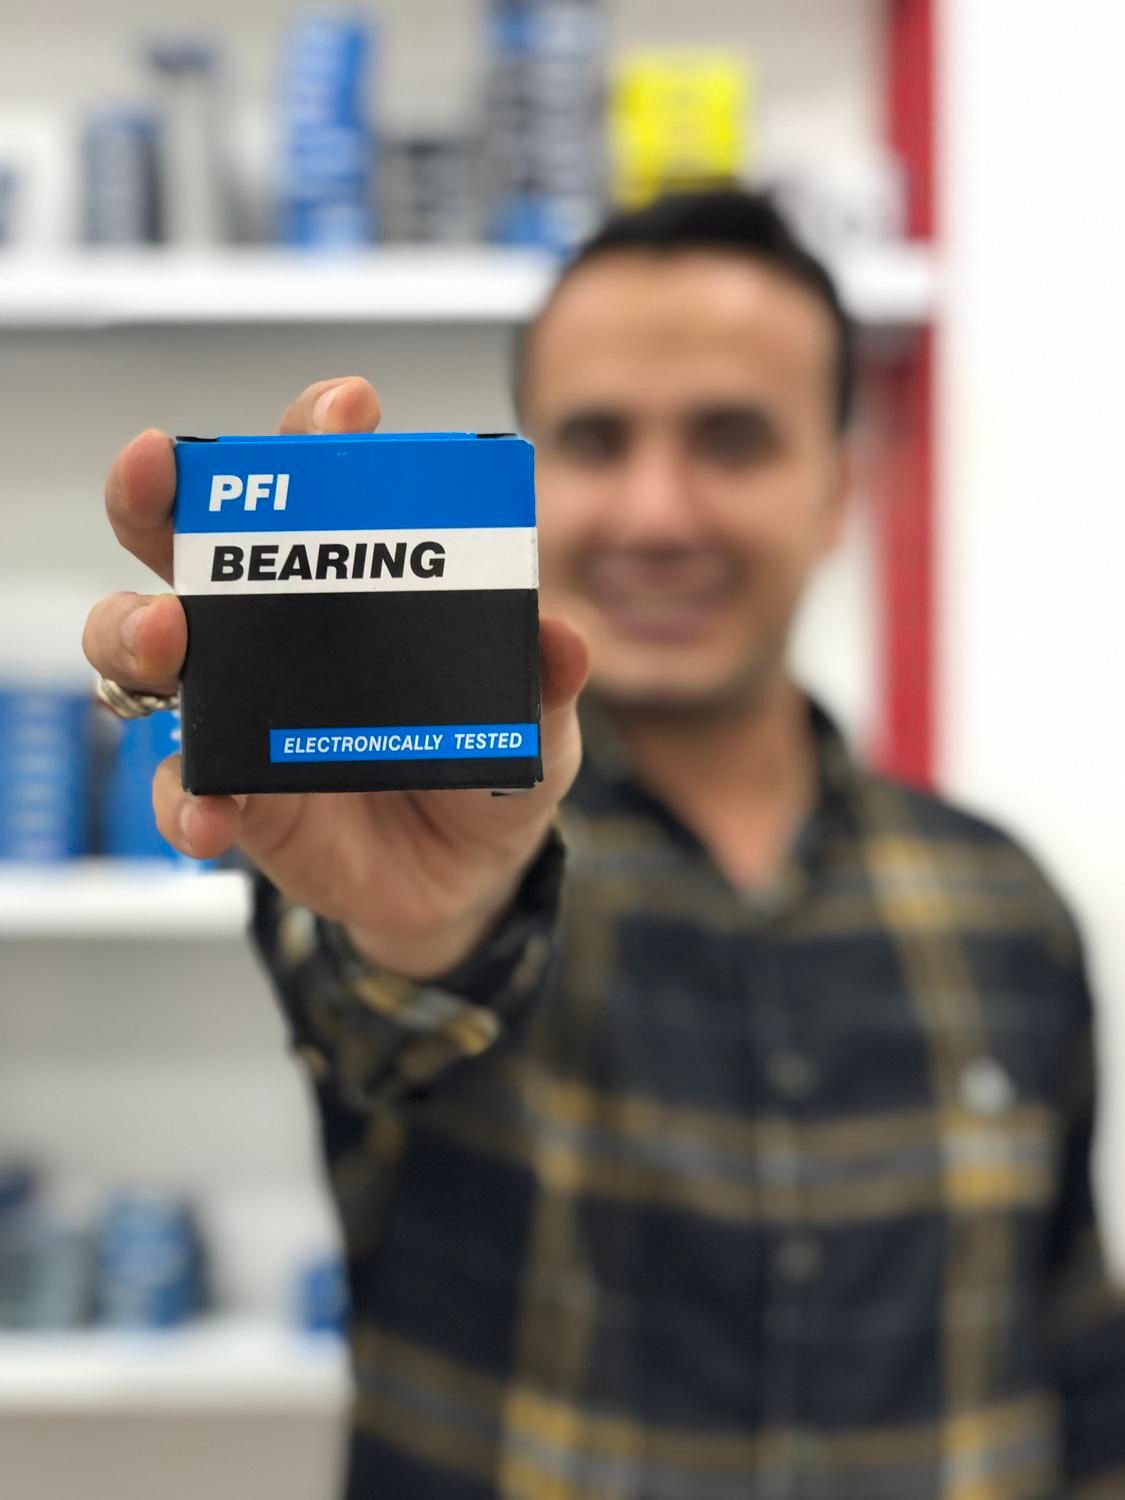 PFI
BEARING
ELECTRONICALLY TESTED